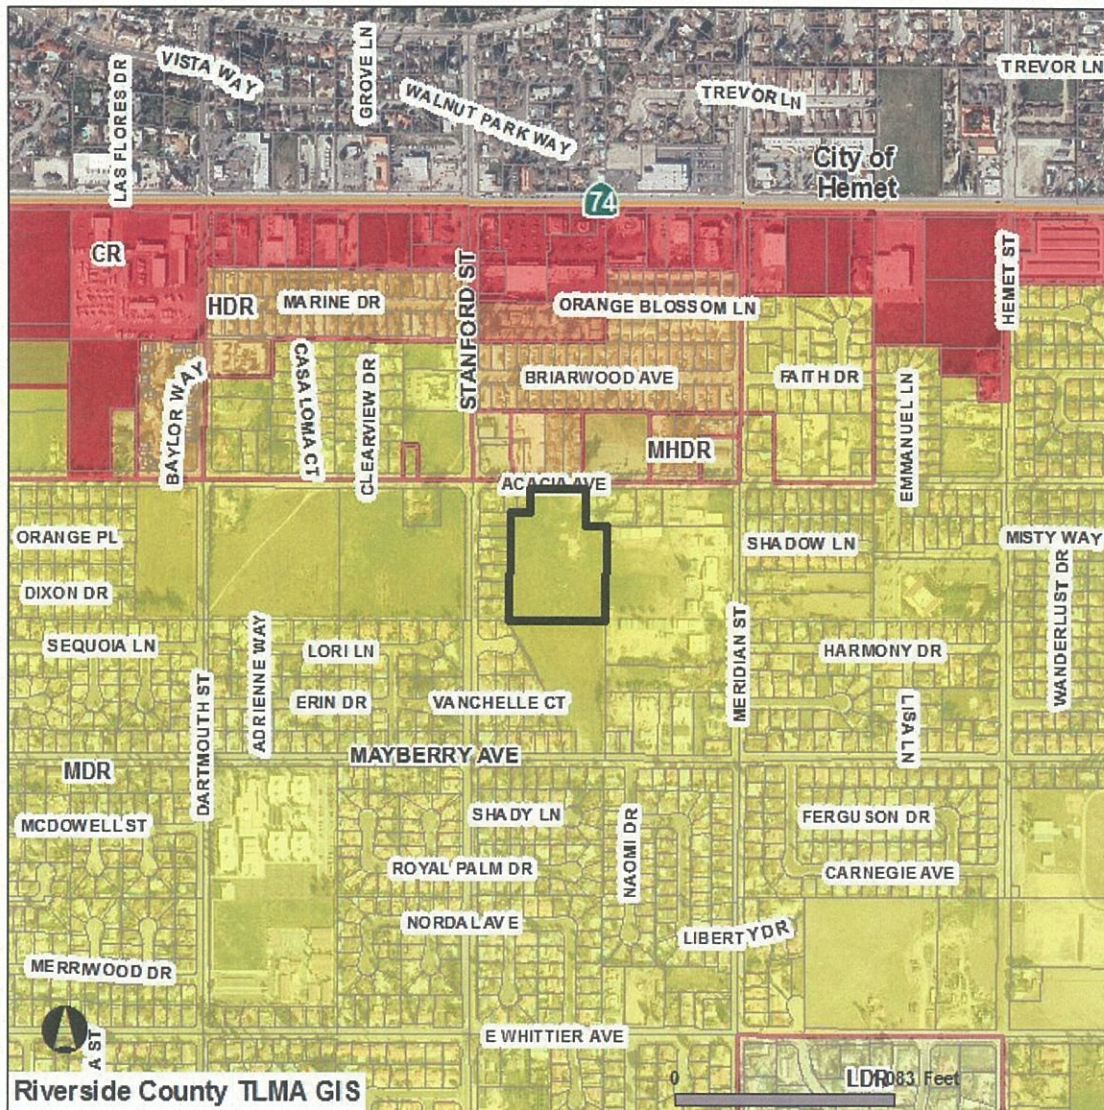 VISTA WAY
GROVE LN
TREVOR LN
LAS FLORES DR
WALNUT PARK WAY
TREVOR LN
City of
Hemet
74
CR
HEMET ST
STANFORD ST
HDR
MARINE DR
ORANGE BLOSSOM LN
BAYLOR WAY
CASA LOMA CT
CLEARVIEW DR
BRIARWOOD AVE
FAITH DR
EMMANUEL LN
MHDR
ACACIA AVE
ORANGE PL
SHADOW LN
MISTY WAY
DIXON DR
WANDERLUST DR
SEQUOIA LN
ADRIENNE WAY
LORI LN
MERIDIAN ST
HARMONY DR
DARTMOUTH ST
ERIN DR
VANCHELLE CT
LISA LN
MAYBERRY AVE
MDR
MCDOWELL ST
SHADY LN
NAOMI DR
FERGUSON DR
ROYAL PALM DR
CARNEGIE AVE
NORDAL AVE
LIBERTY DR
MERRIWOOD DR
E WHITTIER AVE
A ST
Riverside County TLMA GIS
0
LDR
083 Feet